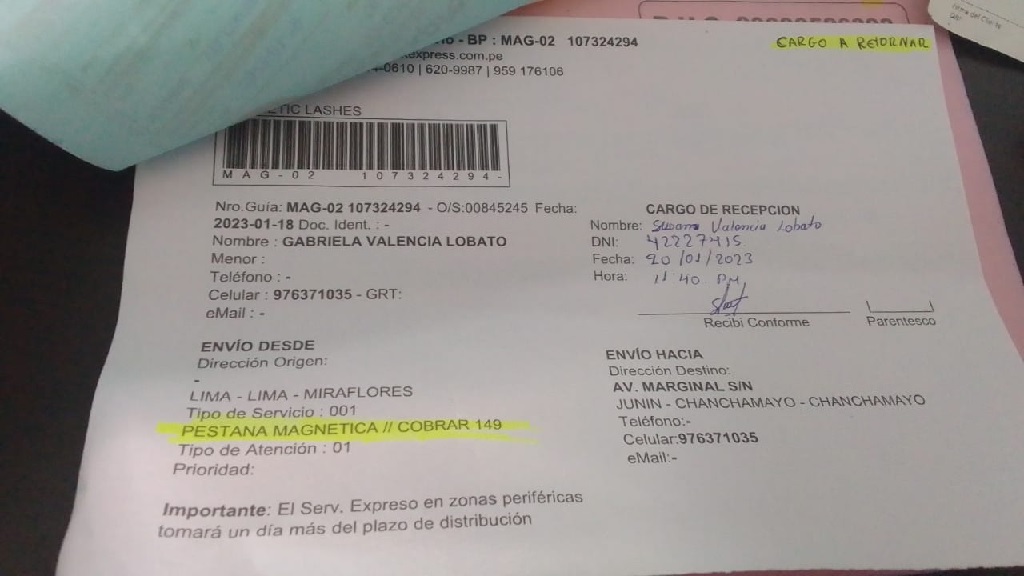 - BP : MAG-02 107324294
CARGO A RETORNAR
express.com.pe
-0610 | 620-9987 | 959 176106
TIC LASHES
MAG-02 107324294-
Nro.Guía: MAG-02 107324294 - O/S:00845245 Fecha:
2023-01-18 Doc. Ident. : -
Nombre : GABRIELA VALENCIA LOBATO
Menor :
Teléfono : -
Celular : 976371035 - GRT:
eMail : -
CARGO DE RECEPCION
Nombre: Susana Valencia Lobato
DNI: 42227415
Fecha: 20/01/2023
Hora: 11 40 PM
Recibi Conforme
Parentesco
ENVÍO DESDE
Dirección Origen:
-
LIMA - LIMA - MIRAFLORES
Tipo de Servicio : 001
PESTANA MAGNETICA // COBRAR 149
Tipo de Atención : 01
Prioridad:
ENVÍO HACIA
Dirección Destino:
AV. MARGINAL S/N
JUNIN - CHANCHAMAYO - CHANCHAMAYO
Teléfono:-
Celular:976371035
eMail:-
Importante: El Serv. Expreso en zonas periféricas
tomará un día más del plazo de distribución